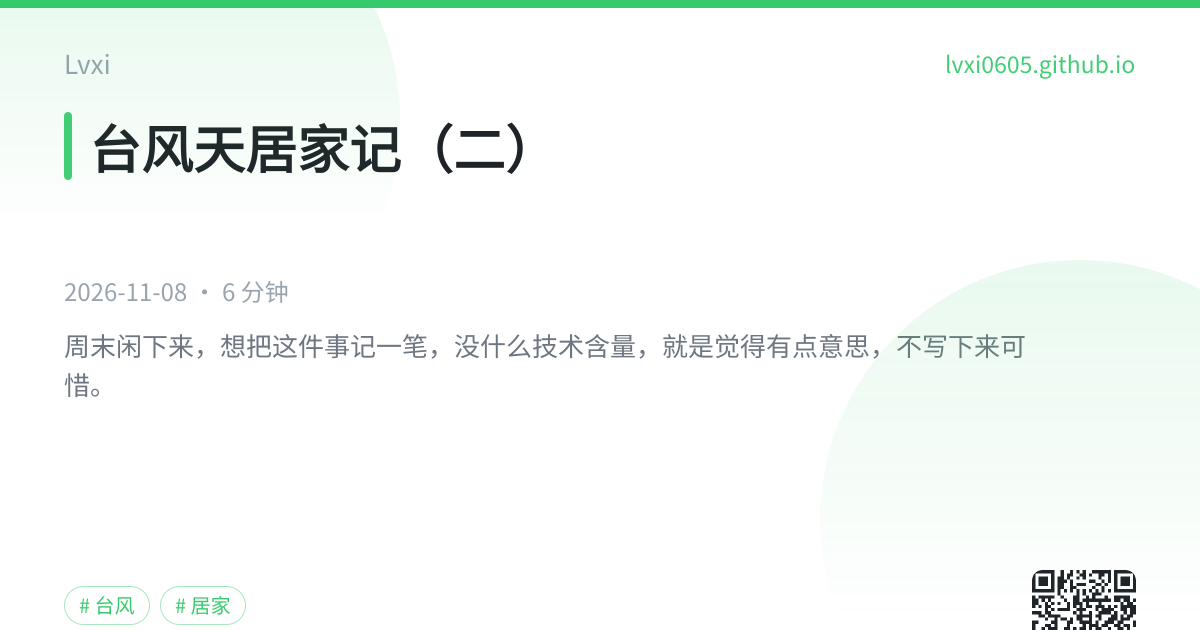 Lvxi
lvxi0605.github.io
台风天居家记（二）
2026-11-08 · 6 分钟
周末闲下来，想把这件事记一笔，没什么技术含量，就是觉得有点意思，不写下来可
惜。
# 台风
# 居家